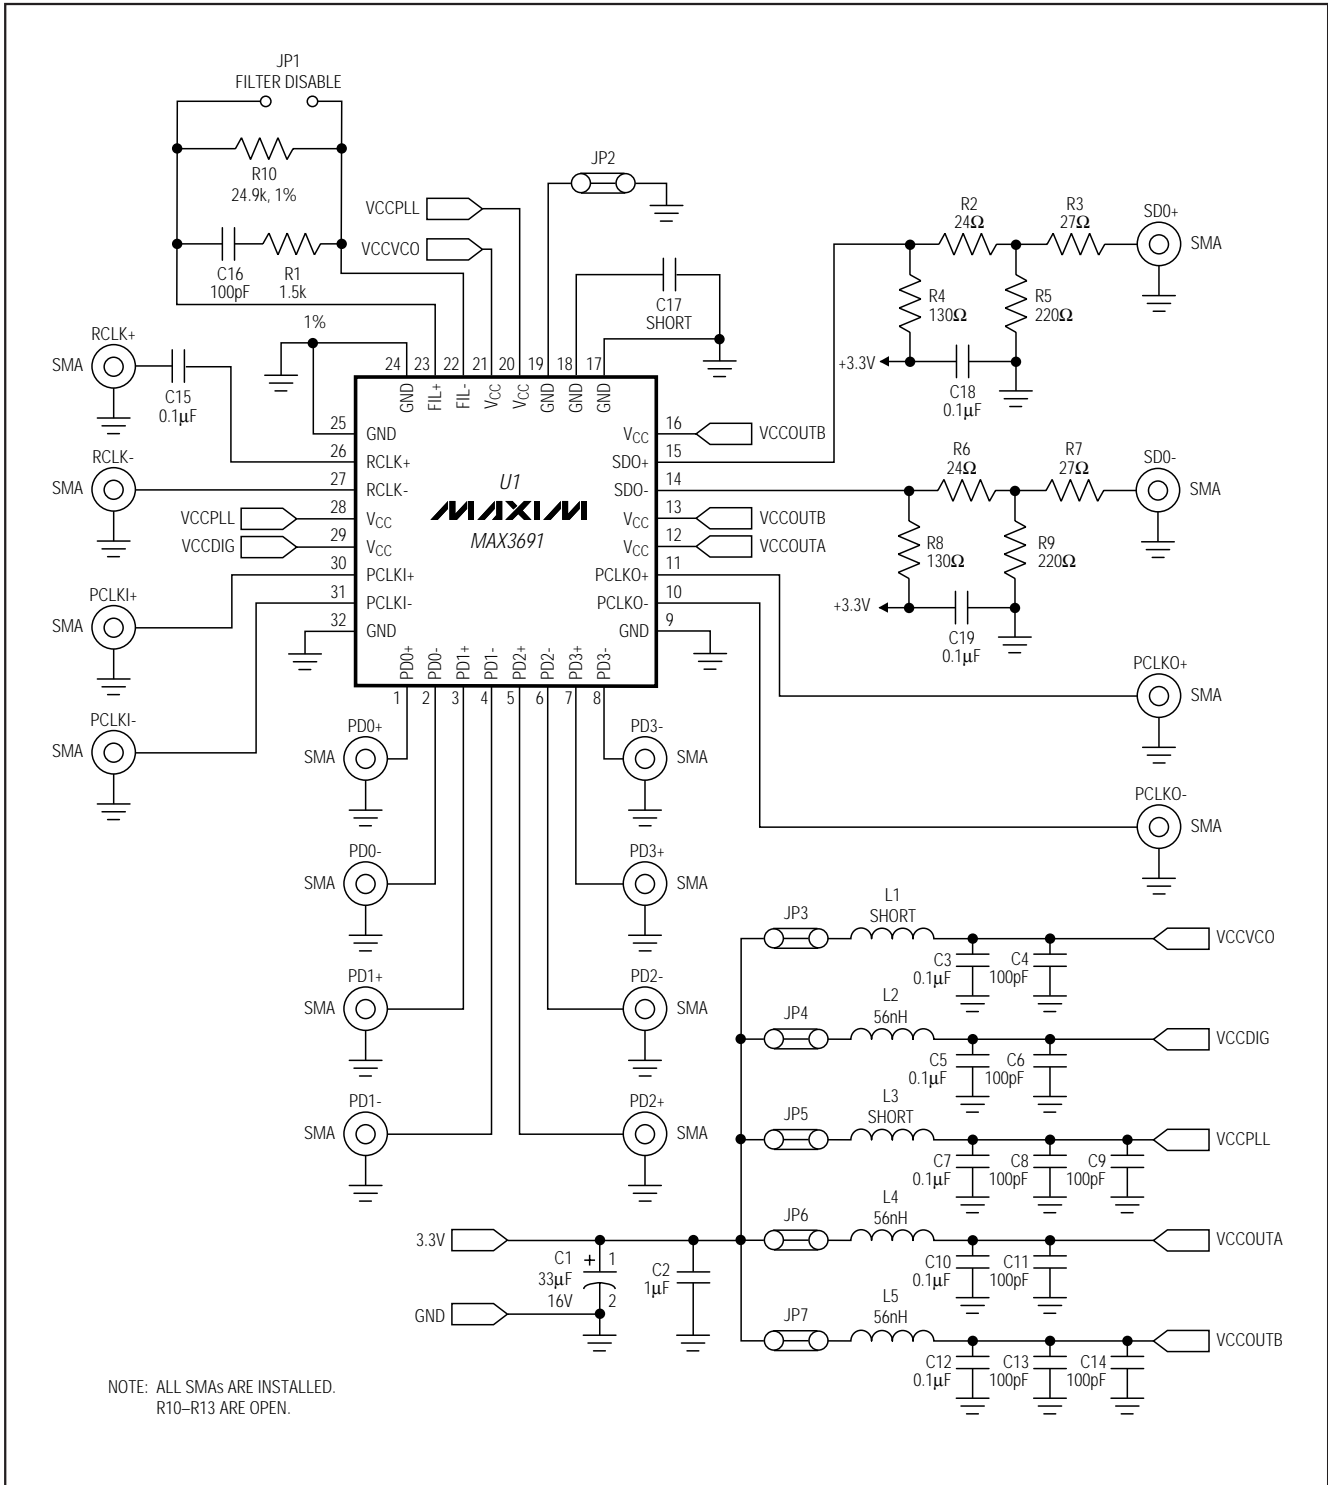 JP1
FILTER DISABLE
R10
24.9k, 1%
C16
100pF
R1
1.5k
1%
VCCPLL
VCCVCO
JP2
C17
SHORT
R2
24Ω
R3
27Ω
SD0+
SMA
R4
130Ω
R5
220Ω
+3.3V
C18
0.1µF
RCLK+
SMA
C15
0.1µF
RCLK-
SMA
VCCPLL
VCCDIG
PCLKI+
SMA
PCLKI-
SMA
24 23 22 21 20 19 18 17
GND FIL+ FIL- VCC VCC GND GND GND
25 GND
26 RCLK+
27 RCLK-
28 VCC
29 VCC
30 PCLKI+
31 PCLKI-
32 GND
U1
MAXIM
MAX3691
VCC 16 VCCOUTB
SDO+ 15
SDO- 14
VCC 13 VCCOUTB
VCC 12 VCCOUTA
PCLKO+ 11
PCLKO- 10
GND 9
PD0+ PD0- PD1+ PD1- PD2+ PD2- PD3+ PD3-
1 2 3 4 5 6 7 8
R6
24Ω
R7
27Ω
SD0-
SMA
R8
130Ω
R9
220Ω
+3.3V
C19
0.1µF
PCLKO+
SMA
PCLKO-
SMA
PD0+
SMA
PD3-
SMA
PD0-
SMA
PD3+
SMA
PD1+
SMA
PD2-
SMA
PD1-
SMA
PD2+
SMA
JP3
L1
SHORT
C3
0.1µF
C4
100pF
VCCVCO
JP4
L2
56nH
C5
0.1µF
C6
100pF
VCCDIG
JP5
L3
SHORT
C7
0.1µF
C8
100pF
C9
100pF
VCCPLL
3.3V
C1
33µF
16V
+ 1
2
C2
1µF
GND
JP6
L4
56nH
C10
0.1µF
C11
100pF
VCCOUTA
JP7
L5
56nH
C12
0.1µF
C13
100pF
C14
100pF
VCCOUTB
NOTE: ALL SMAs ARE INSTALLED.
R10–R13 ARE OPEN.